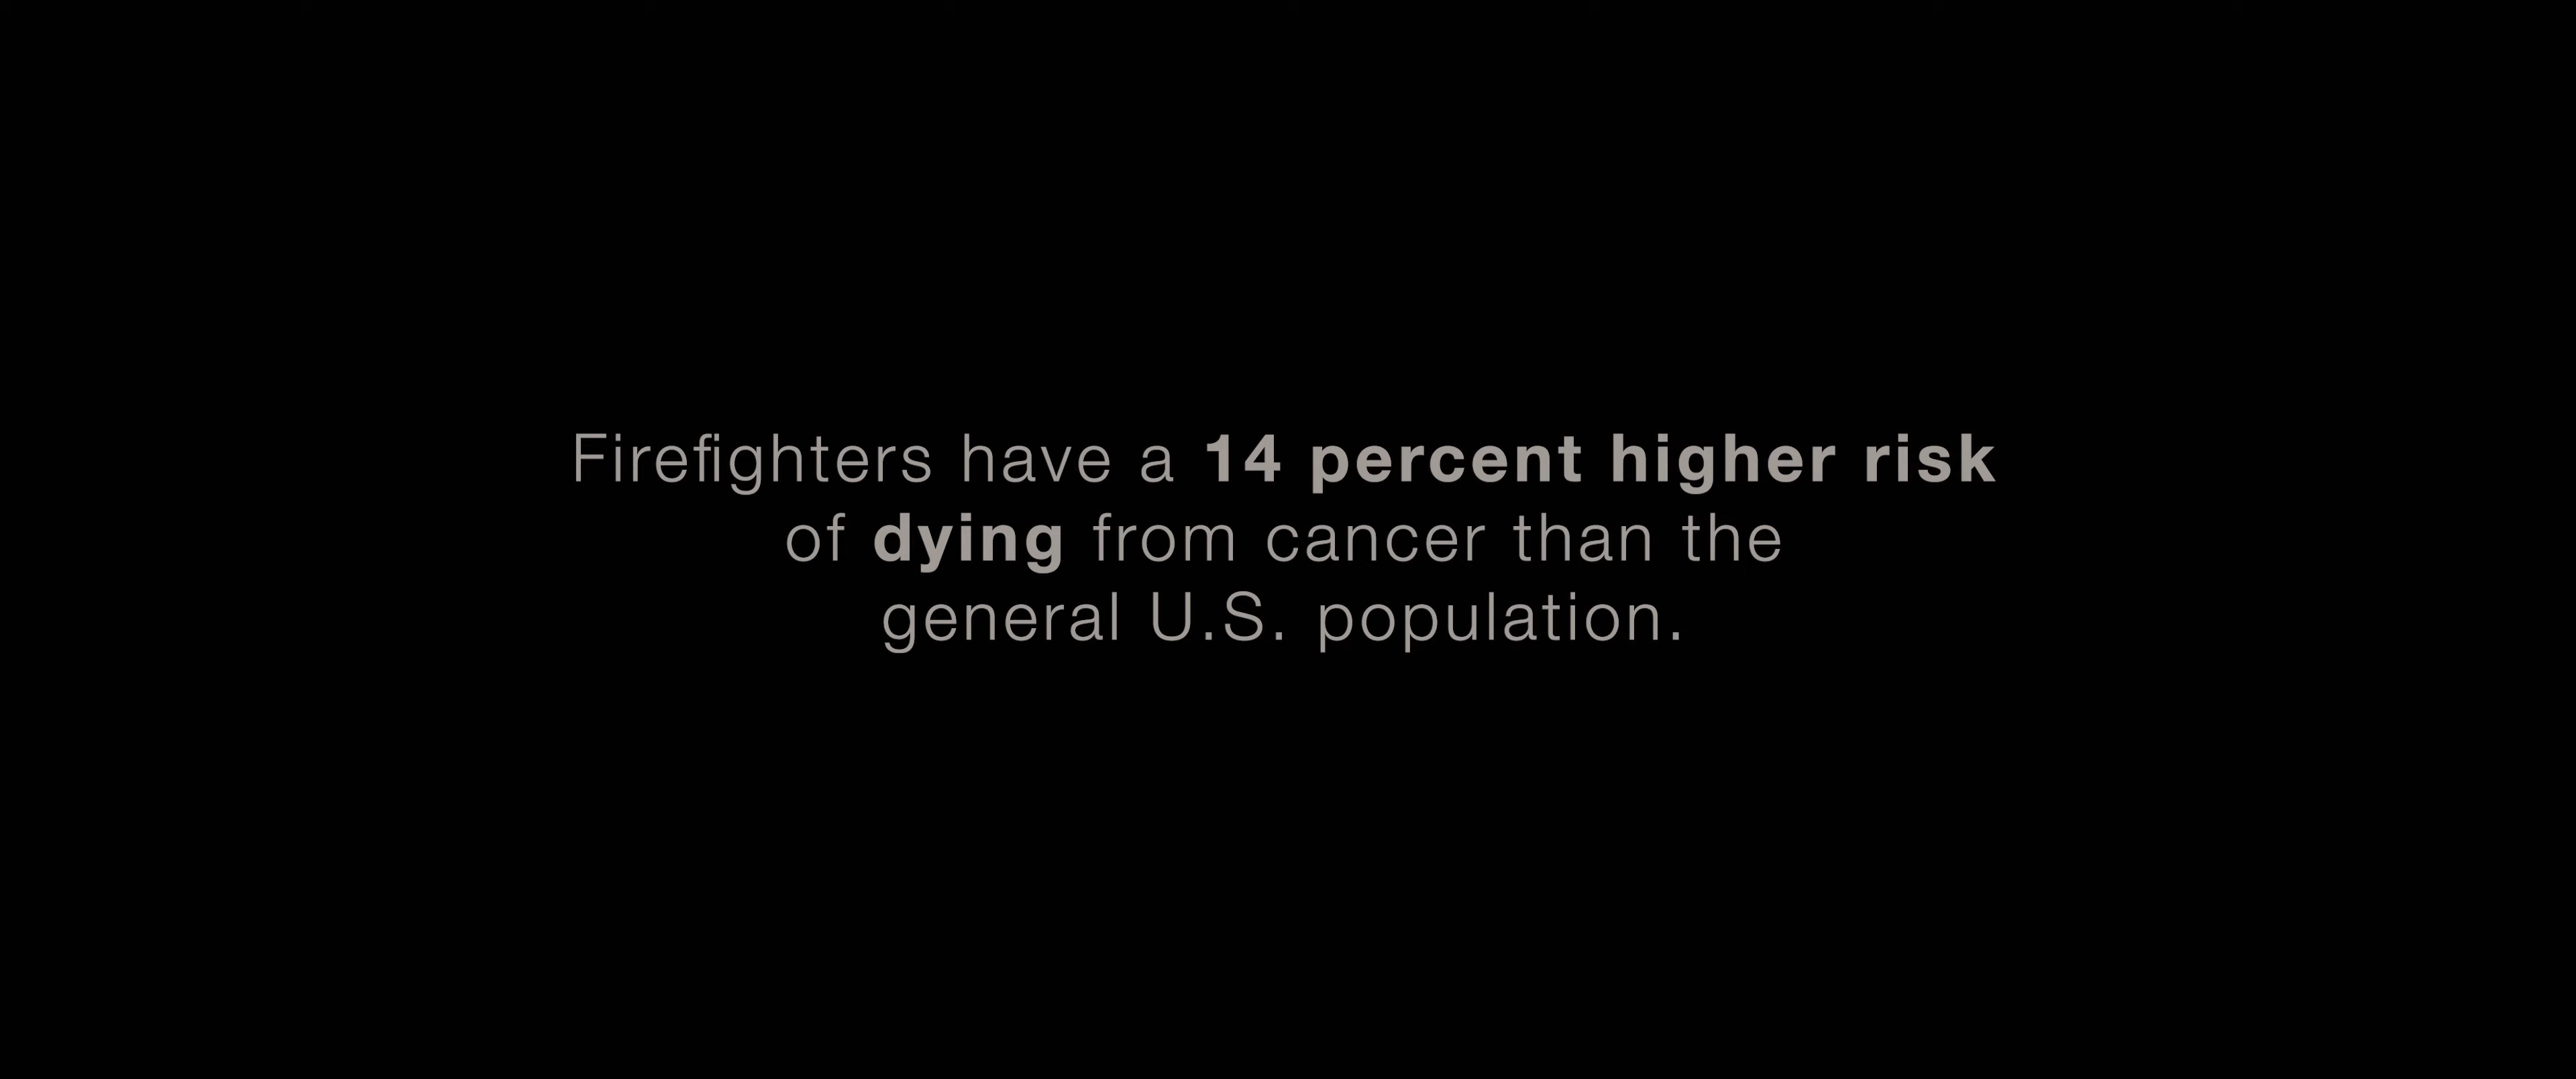 Firefighters have a 14 percent higher risk
of dying from cancer than the
general U.S. population.